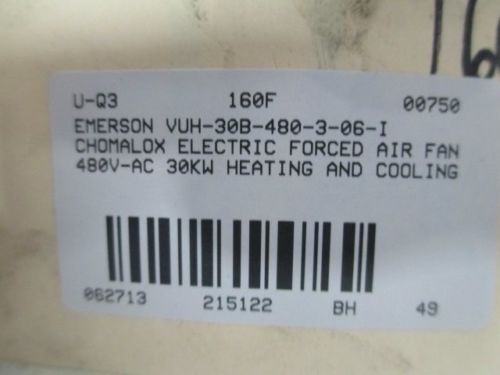 U-Q3 160F 00750
EMERSON VUH-30B-480-3-06-I
CHOMALOX ELECTRIC FORCED AIR FAN
480V-AC 30KW HEATING AND COOLING
062713 215122 BH 49